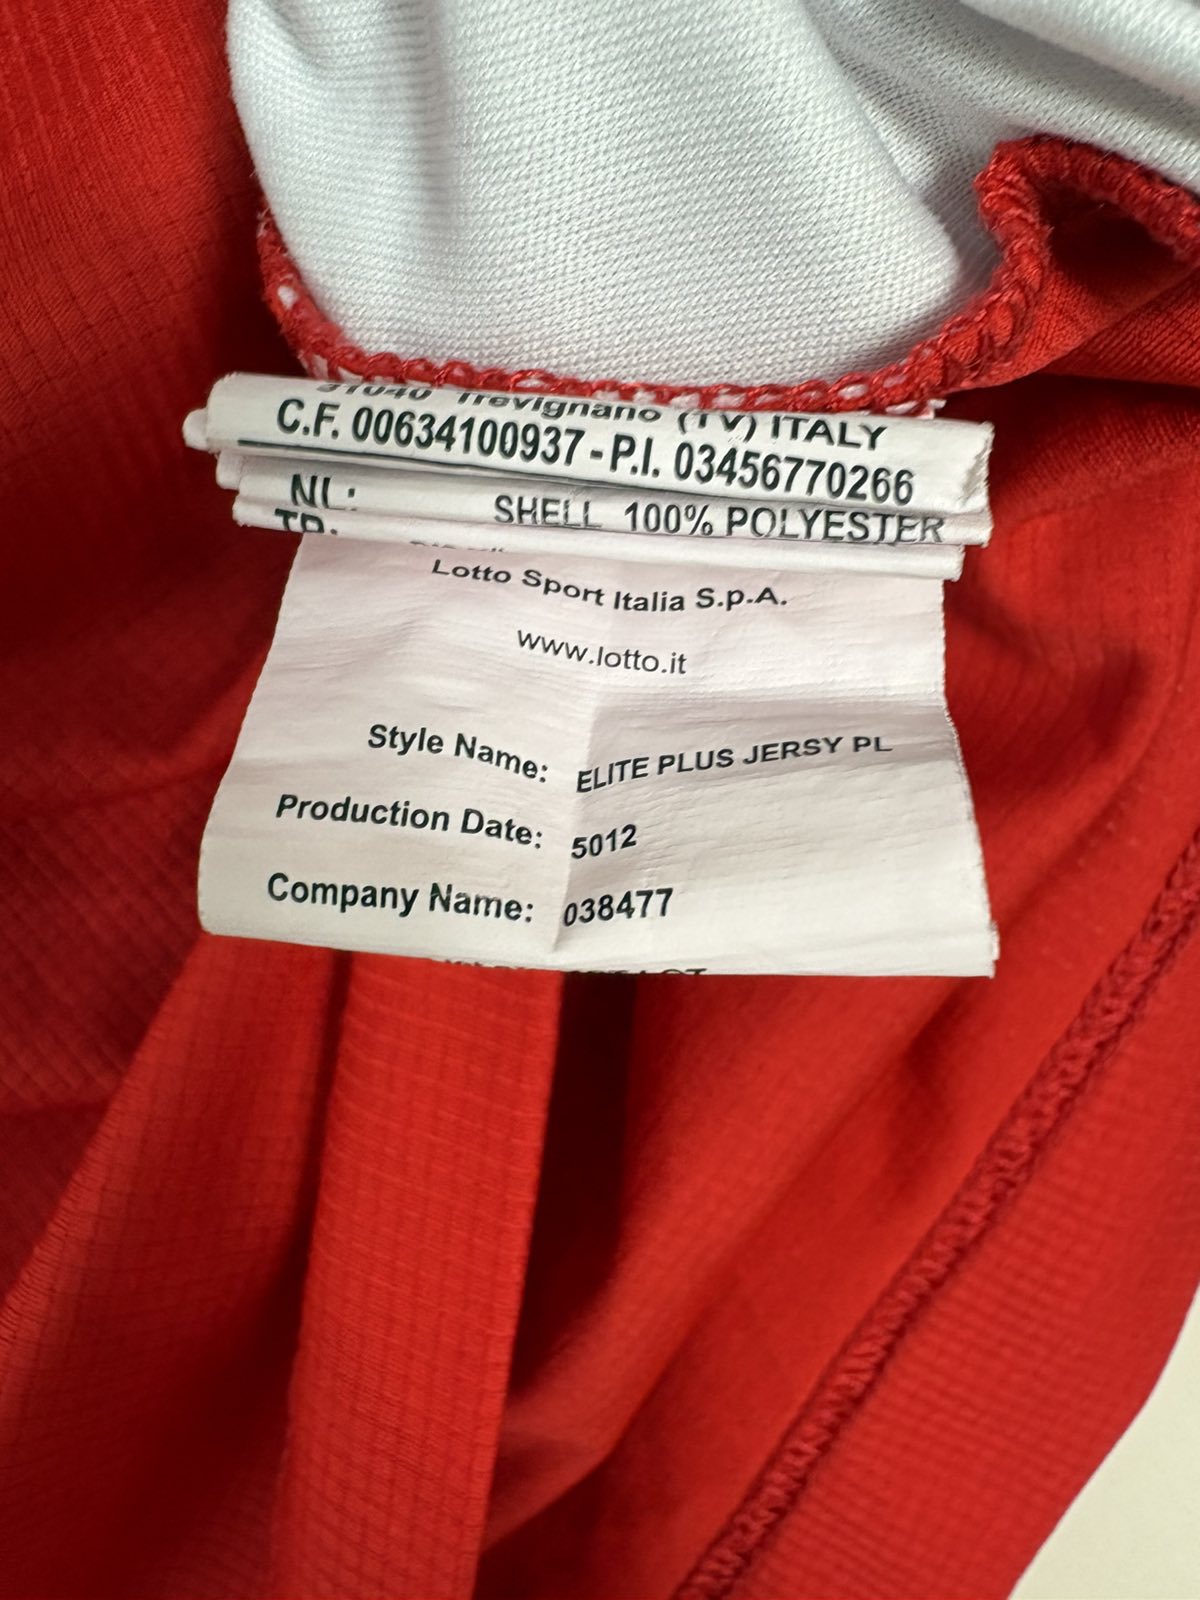 31040 Trevignano (TV) ITALY
C.F. 00634100937 - P.I. 03456770266
NL: SHELL 100% POLYESTER
Lotto Sport Italia S.p.A.
www.lotto.it
Style Name: ELITE PLUS JERSY PL
Production Date: 5012
Company Name: 038477